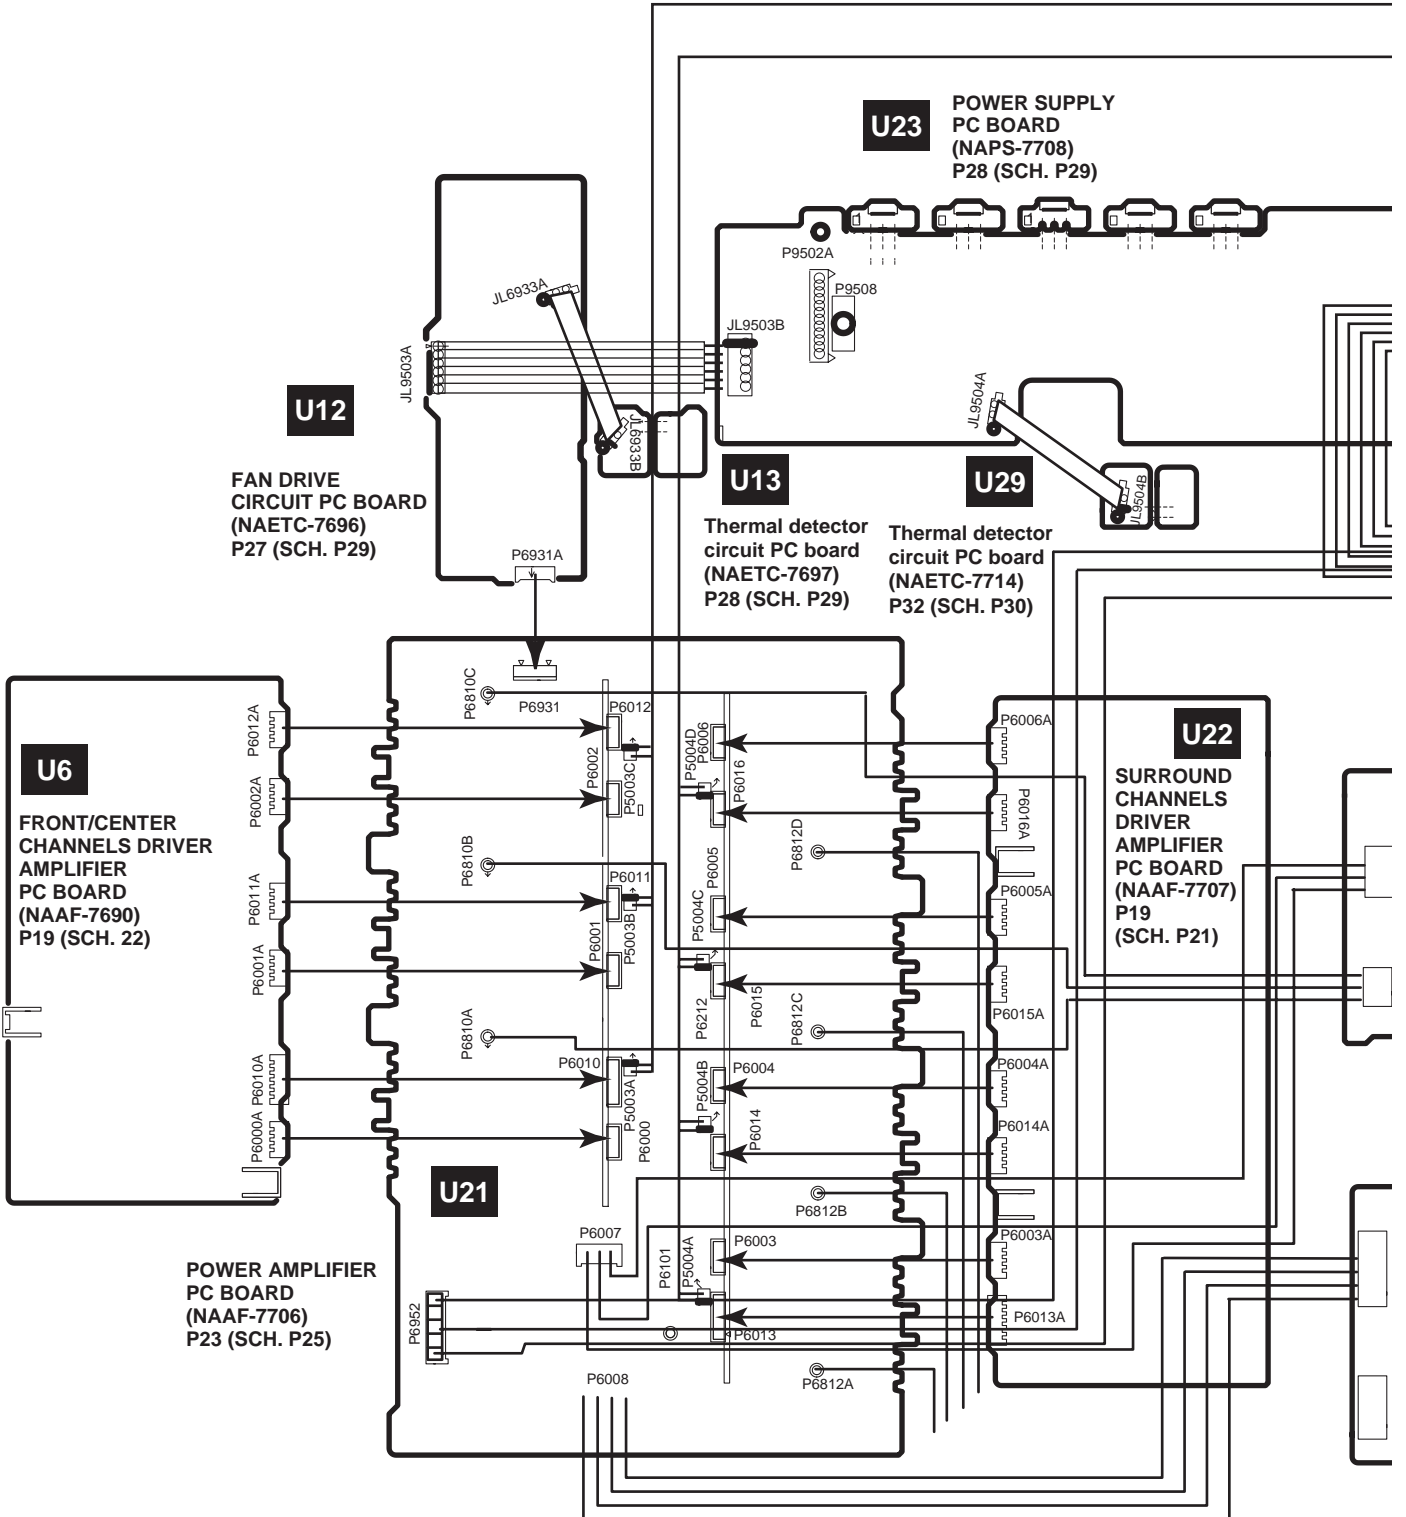 U23
POWER SUPPLY
PC BOARD
(NAPS-7708)
P28 (SCH. P29)
P9502A
P9508
JL6933A
JL9503B
JL9503A
JL9504A
U12
JL6933B
JL9504B
FAN DRIVE
CIRCUIT PC BOARD
(NAETC-7696)
P27 (SCH. P29)
U13
Thermal detector
circuit PC board
(NAETC-7697)
P28 (SCH. P29)
U29
Thermal detector
circuit PC board
(NAETC-7714)
P32 (SCH. P30)
P6931A
P6931
U6
FRONT/CENTER
CHANNELS DRIVER
AMPLIFIER
PC BOARD
(NAAF-7690)
P19 (SCH. 22)
P6012A
P6002A
P6011A
P6001A
P6010A
P6000A
P6810C
P6012
P6002
P5003C
P6810B
P6011
P6001
P5003B
P6810A
P6010
P5003A
P6000
P5004D
P6006
P6016
P6812D
P6005
P5004C
P6212
P6015
P6812C
P6004
P5004B
P6014
P6812B
P6003
P5004A
P6101
P6013
P6812A
P6006A
P6016A
P6005A
P6015A
P6004A
P6014A
P6003A
P6013A
U22
SURROUND
CHANNELS
DRIVER
AMPLIFIER
PC BOARD
(NAAF-7707)
P19
(SCH. P21)
U21
POWER AMPLIFIER
PC BOARD
(NAAF-7706)
P23 (SCH. P25)
P6007
P6952
P6008